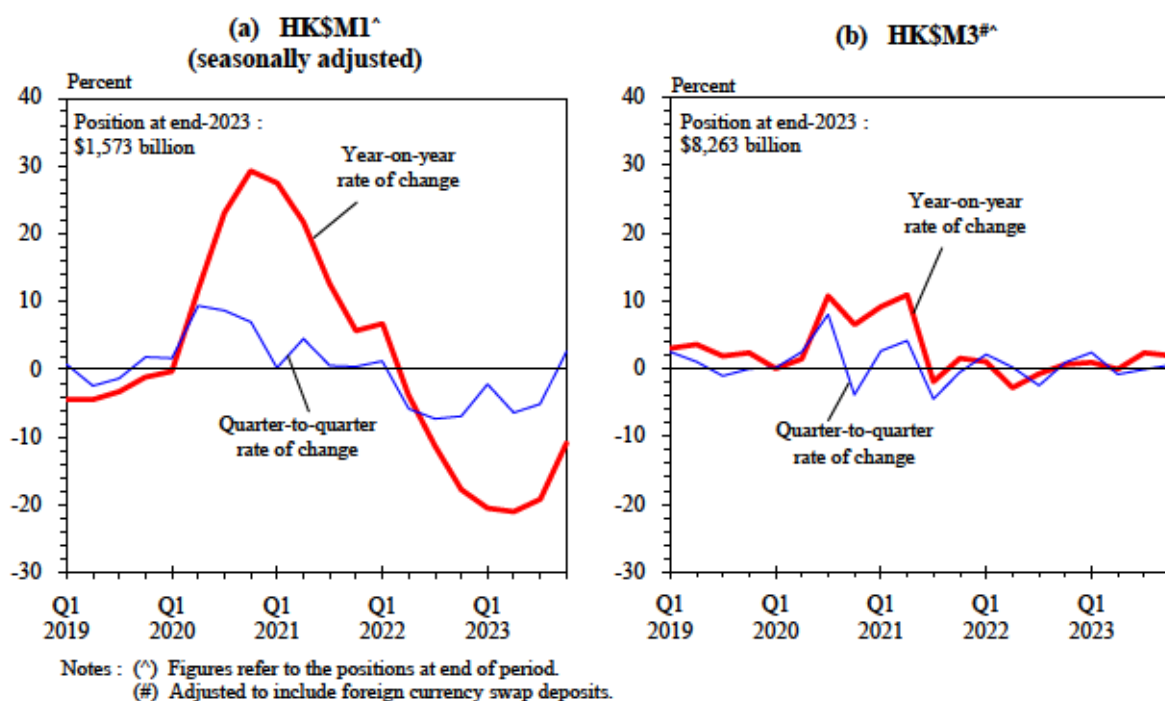 (a) HK$M1^
(seasonally adjusted)
Percent
40
30
20
10
0
-10
-20
-30
Position at end-2023 :
$1,573 billion
Year-on-year
rate of change
Quarter-to-quarter
rate of change
Q1
2019
Q1
2020
Q1
2021
Q1
2022
Q1
2023
(b) HK$M3#^
Percent
40
30
20
10
0
-10
-20
-30
Position at end-2023 :
$8,263 billion
Year-on-year
rate of change
Quarter-to-quarter
rate of change
Q1
2019
Q1
2020
Q1
2021
Q1
2022
Q1
2023
Notes : (^) Figures refer to the positions at end of period.
(#) Adjusted to include foreign currency swap deposits.